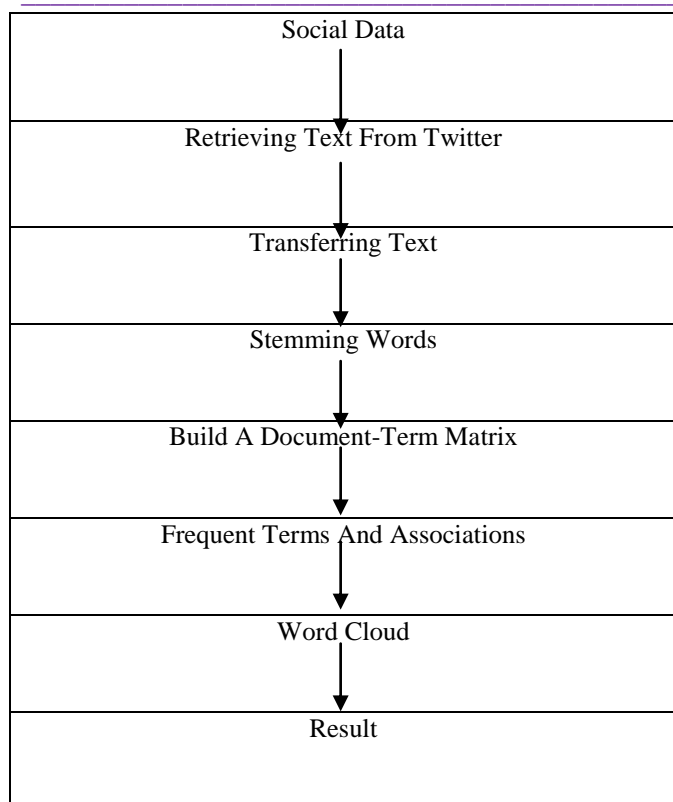 Social Data
Retrieving Text From Twitter
Transferring Text
Stemming Words
Build A Document-Term Matrix
Frequent Terms And Associations
Word Cloud
Result